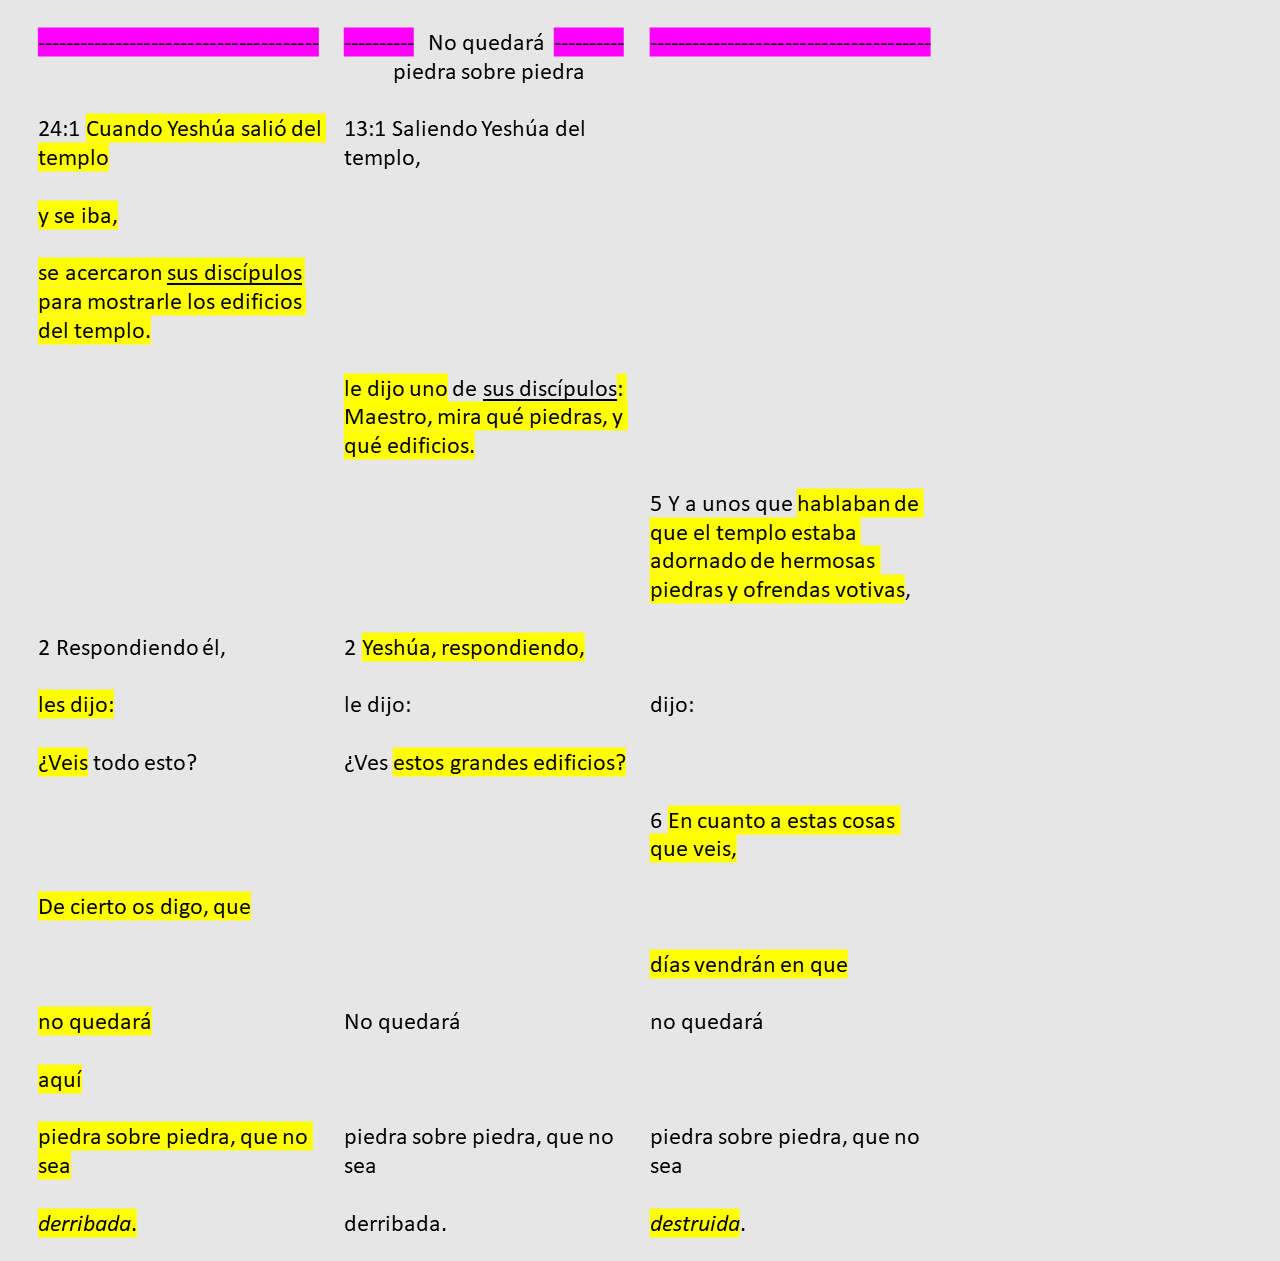 ---------------------------------------- ---------- No quedará ---------- ----------------------------------------
piedra sobre piedra
24:1 Cuando Yeshúa salió del 13:1 Saliendo Yeshúa del
templo templo,
y se iba,
se acercaron sus discípulos
para mostrarle los edificios
del templo.
le dijo uno de sus discípulos:
Maestro, mira qué piedras, y
qué edificios.
5 Y a unos que hablaban de
que el templo estaba
adornado de hermosas
piedras y ofrendas votivas,
2 Respondiendo él, 2 Yeshúa, respondiendo,
les dijo: le dijo: dijo:
¿Veis todo esto? ¿Ves estos grandes edificios?
6 En cuanto a estas cosas
que veis,
De cierto os digo, que
días vendrán en que
no quedará No quedará no quedará
aquí
piedra sobre piedra, que no piedra sobre piedra, que no piedra sobre piedra, que no
sea sea sea
derribada. derribada. destruida.